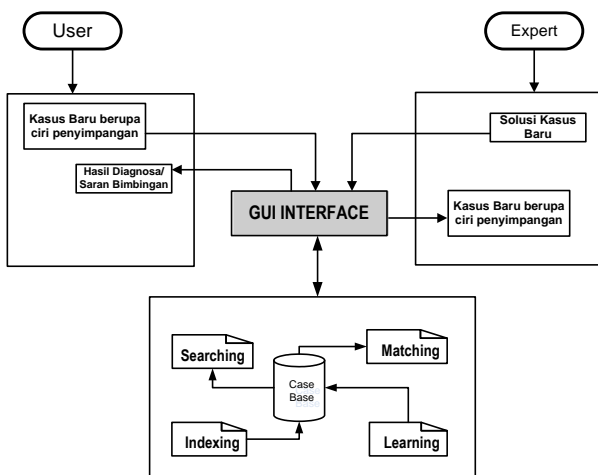 User
Expert
Kasus Baru berupa
ciri penyimpangan
Solusi Kasus
Baru
Hasil Diagnosa/
Saran Bimbingan
GUI INTERFACE
Kasus Baru berupa
ciri penyimpangan
Searching
Matching
Case
Base
Indexing
Learning